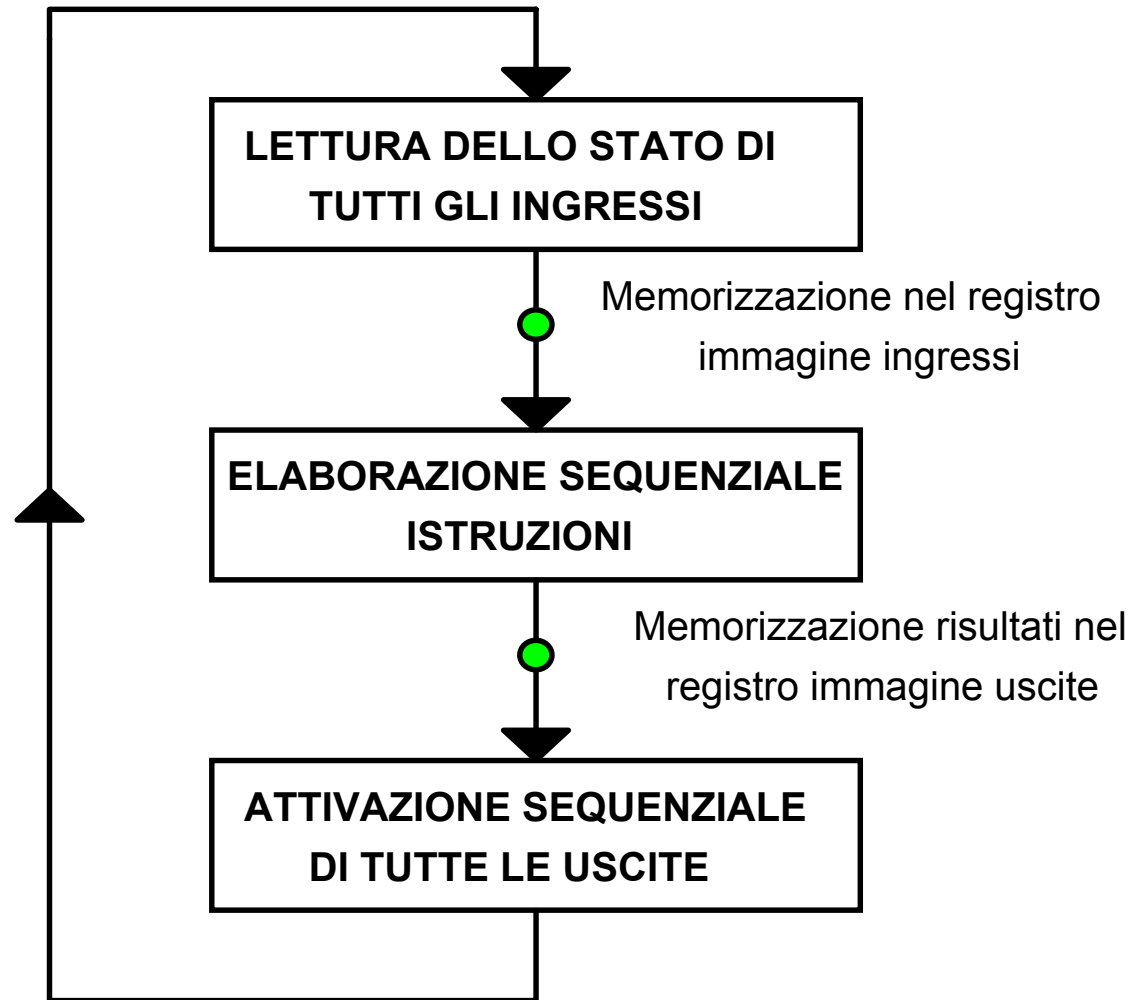 LETTURA DELLO STATO DI
TUTTI GLI INGRESSI
Memorizzazione nel registro
immagine ingressi
ELABORAZIONE SEQUENZIALE
ISTRUZIONI
Memorizzazione risultati nel
registro immagine uscite
ATTIVAZIONE SEQUENZIALE
DI TUTTE LE USCITE